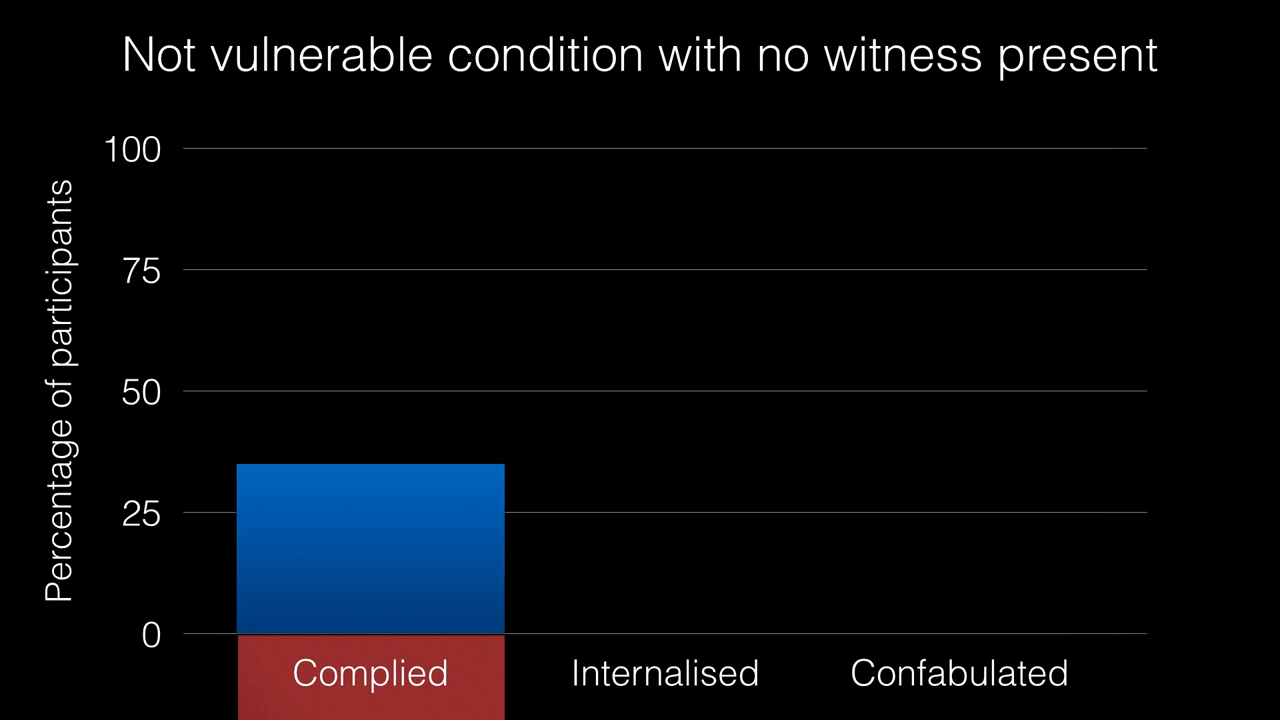 Not vulnerable condition with no witness present
Percentage of participants
100
75
50
25
0
Complied
Internalised
Confabulated